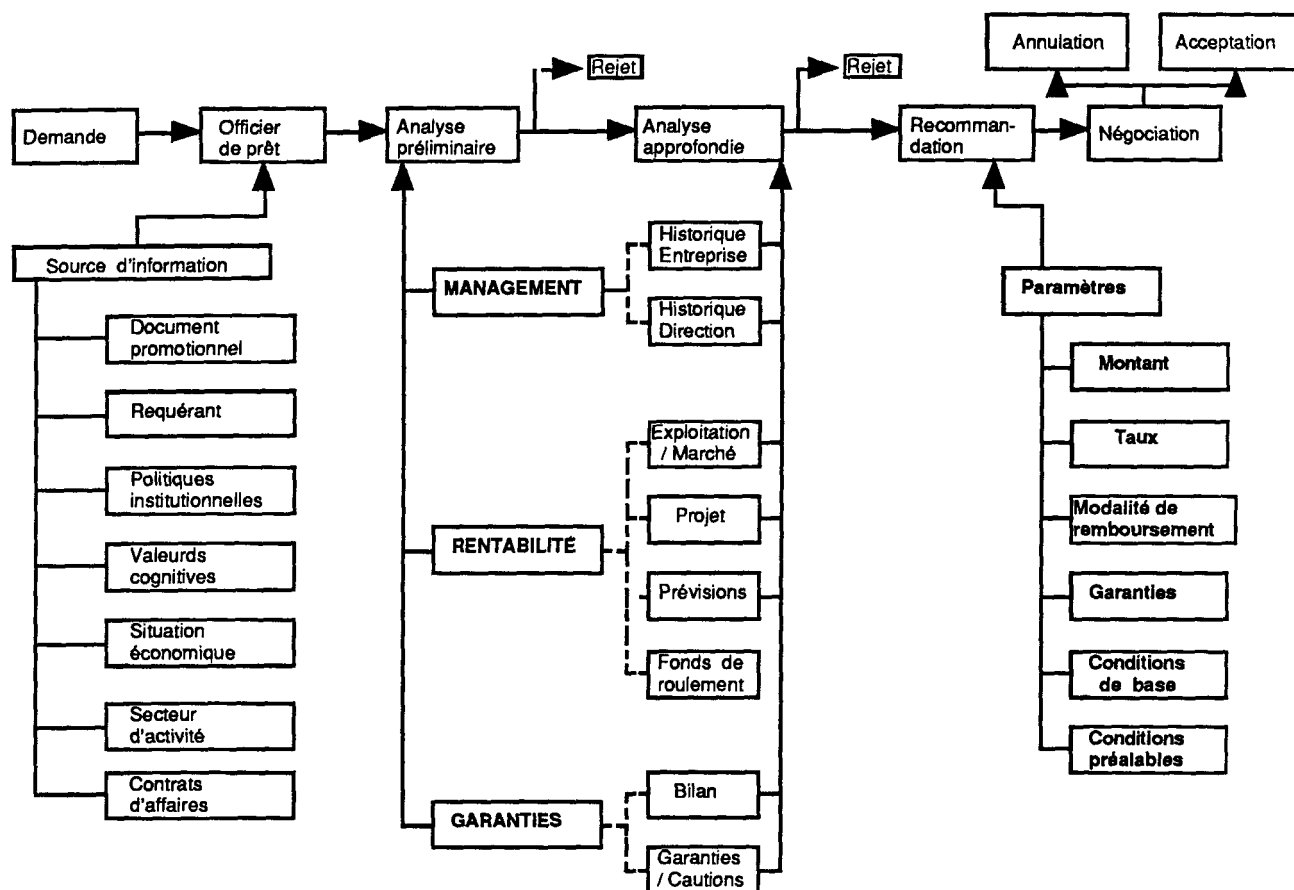 Annulation
Acceptation
Rejet
Rejet
Demande
Officier
de prêt
Analyse
préliminaire
Analyse
approfondie
Recomman-
dation
Négociation
Source d'information
Document
promotionnel
Requérant
Politiques
institutionnelles
Valeurds
cognitives
Situation
économique
Secteur
d'activité
Contrats
d'affaires
MANAGEMENT
Historique
Entreprise
Historique
Direction
RENTABILITÉ
Exploitation
/ Marché
Projet
Prévisions
Fonds de
roulement
GARANTIES
Bilan
Garanties
/ Cautions
Paramètres
Montant
Taux
Modalité de
remboursement
Garanties
Conditions
de base
Conditions
préalables